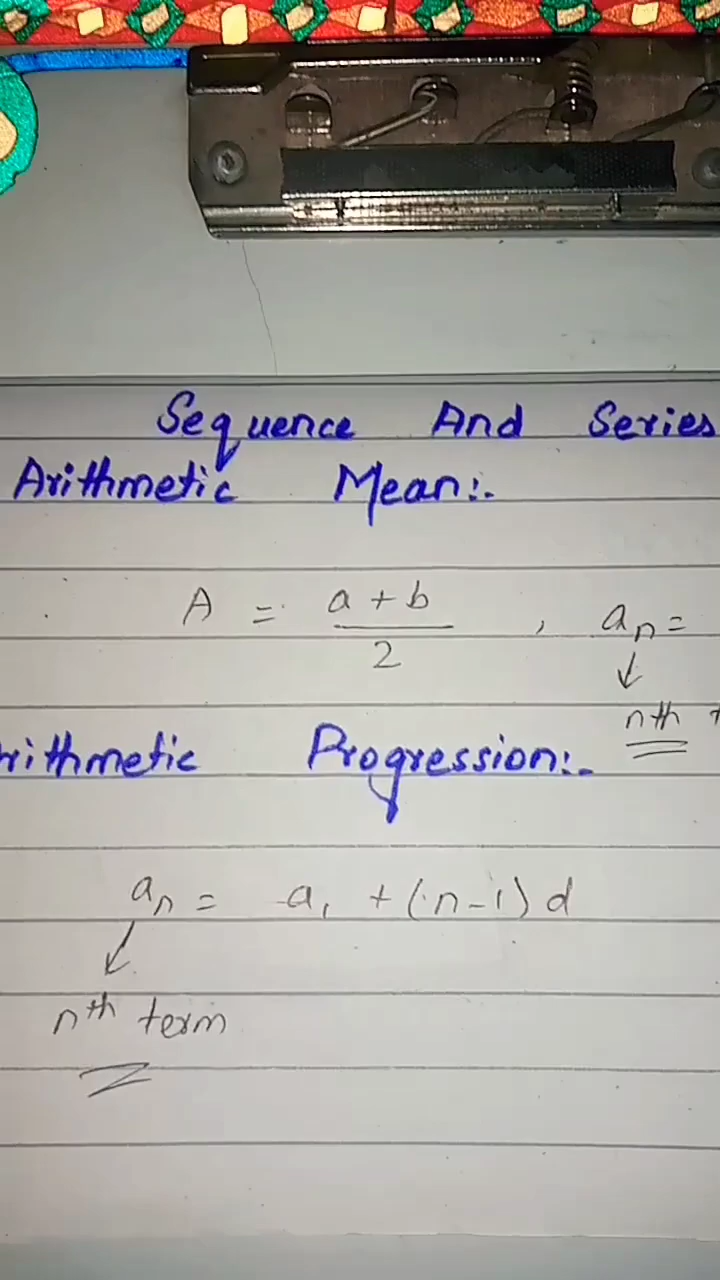 Sequence And Series
Arithmetic Mean:-
A = a + b / 2 , an =
nth
rithmetic Progression:-
an = a1 + (n-1) d
nth term